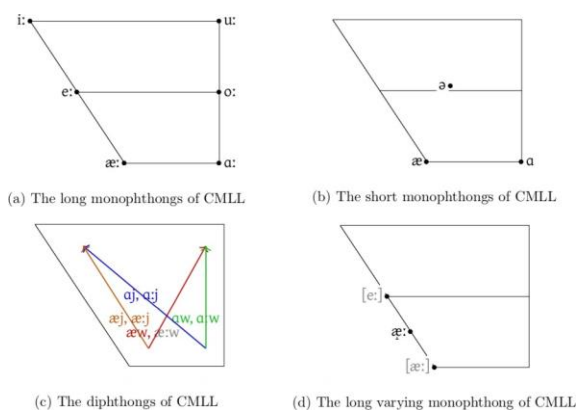 i: u:
e: o:
æ: ɑ:
(a) The long monophthongs of CMLL
ə
æ ɑ
(b) The short monophthongs of CMLL
ɑj, ɑ:j
æj, æ:j ɑw, ɑ:w
æw, æ:w
(c) The diphthongs of CMLL
[e:]
æ̞:
[æ:]
(d) The long varying monophthong of CMLL